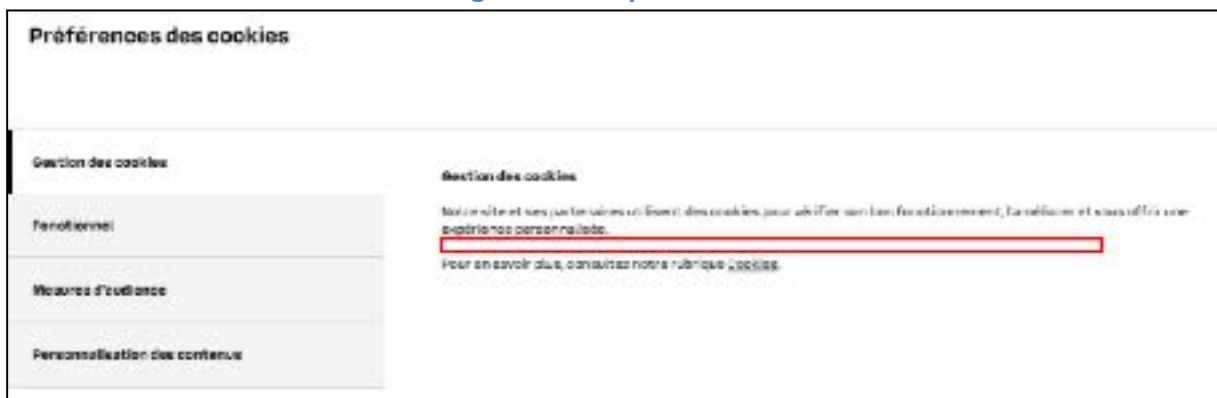 Préférences des cookies
Gestion des cookies
Fonctionnel
Mesures d'audience
Personnalisation des contenus
Gestion des cookies
Notre site et ses partenaires utilisent des cookies pour vérifier son bon fonctionnement, l'améliorer et vous offrir une
expérience personnalisée.
Pour en savoir plus, consultez notre rubrique Cookies.